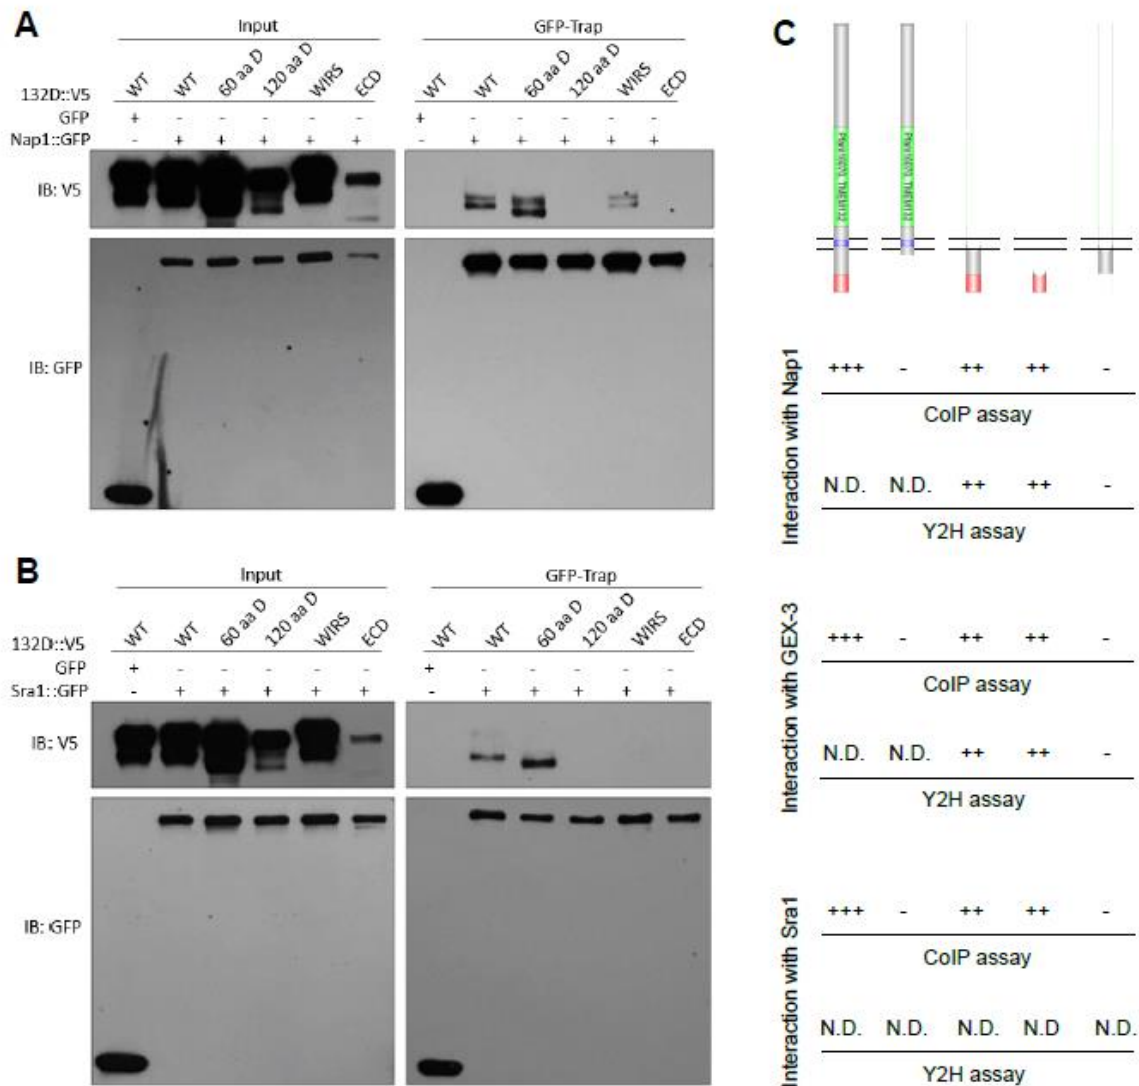 A
Input
GFP-Trap
132D::V5
WT
WT
60 aa D
120 aa D
WIRS
ECD
WT
WT
60 aa D
120 aa D
WIRS
ECD
GFP
+ - - - - -
+ - - - - -
Nap1::GFP
- + + + + +
- + + + + +
IB: V5
IB: GFP
B
Input
GFP-Trap
132D::V5
WT
WT
60 aa D
120 aa D
WIRS
ECD
WT
WT
60 aa D
120 aa D
WIRS
ECD
GFP
+ - - - - -
+ - - - - -
Sra1::GFP
- + + + + +
- + + + + +
IB: V5
IB: GFP
C
Interaction with Nap1
+++ - ++ ++ -
CoIP assay
N.D. N.D. ++ ++ -
Y2H assay
Interaction with GEX-3
+++ - ++ ++ -
CoIP assay
N.D. N.D. ++ ++ -
Y2H assay
Interaction with Sra1
+++ - ++ ++ -
CoIP assay
N.D. N.D. N.D. N.D N.D.
Y2H assay